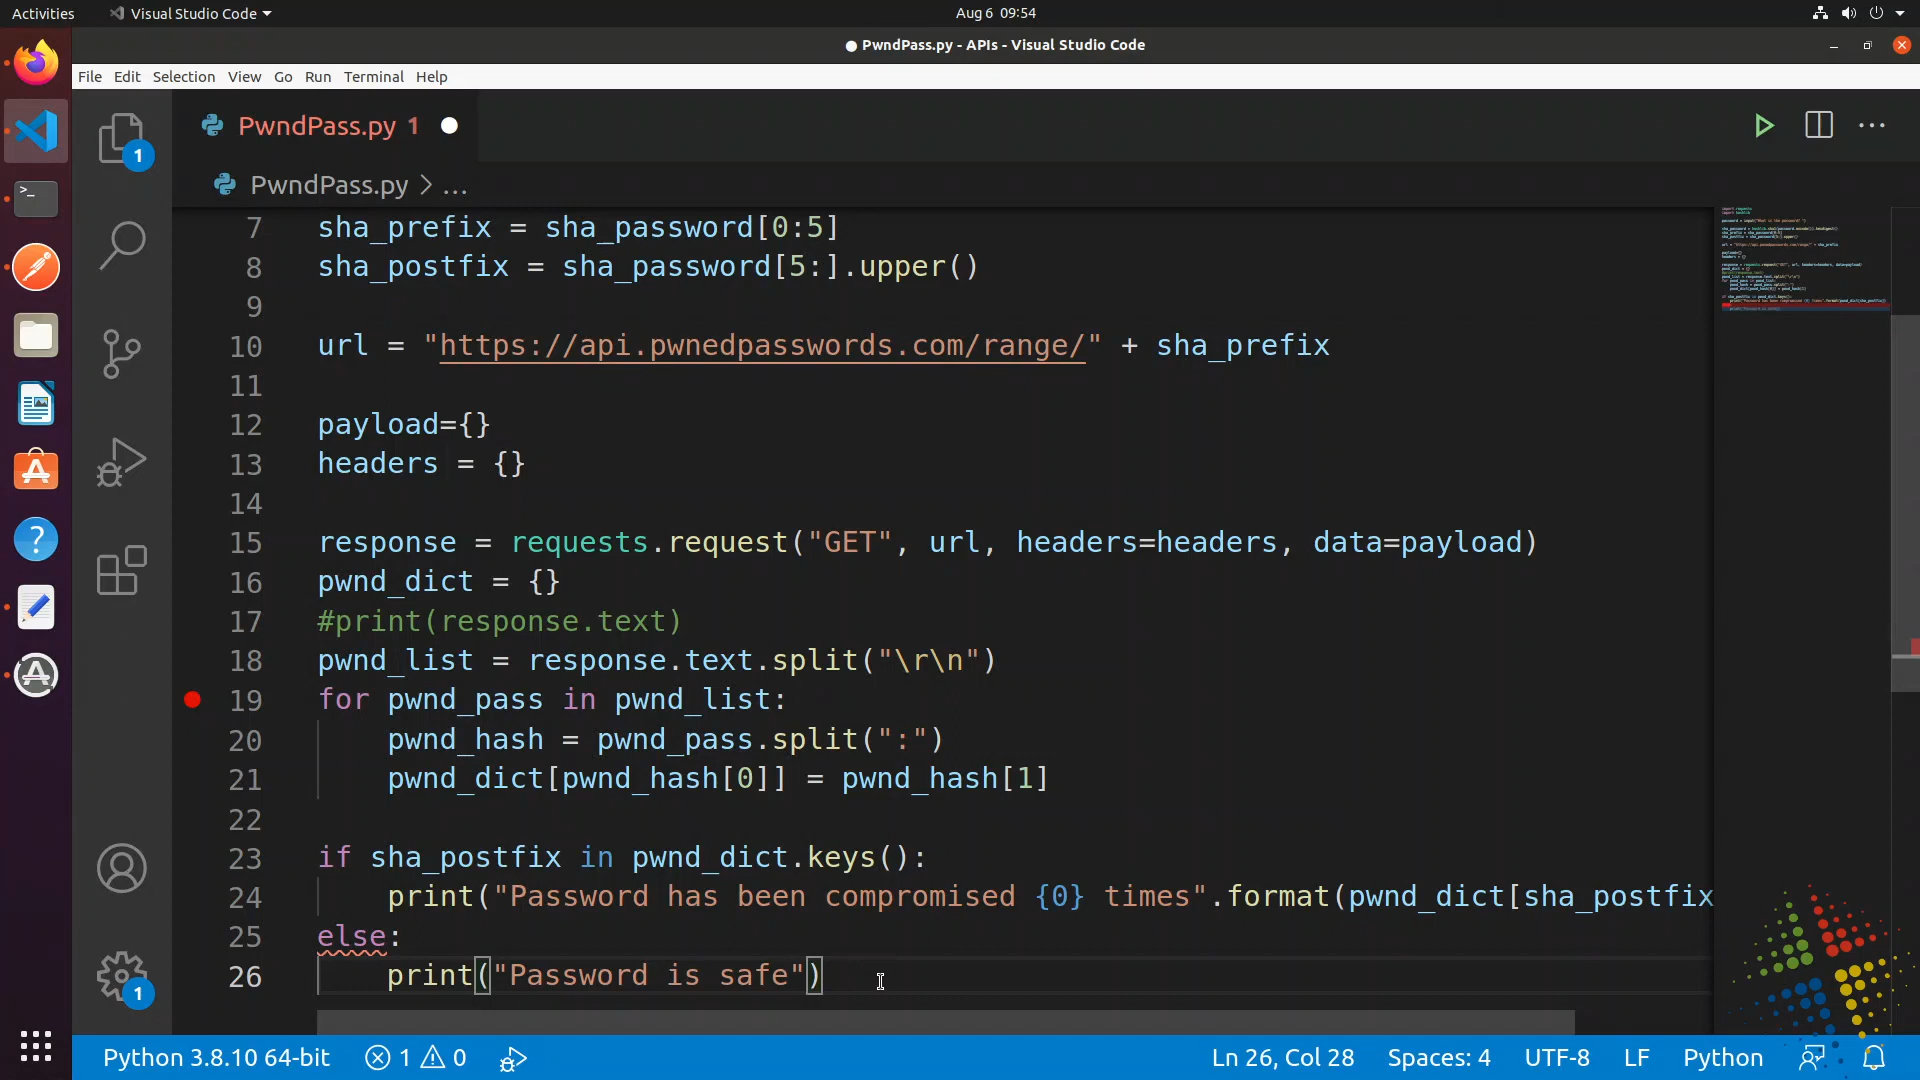 Activities
Visual Studio Code
Aug 6 09:54
● PwndPass.py - APIs - Visual Studio Code
File Edit Selection View Go Run Terminal Help
PwndPass.py 1
PwndPass.py > ...
7 sha_prefix = sha_password[0:5]
8 sha_postfix = sha_password[5:].upper()
9
10 url = "https://api.pwnedpasswords.com/range/" + sha_prefix
11
12 payload={}
13 headers = {}
14
15 response = requests.request("GET", url, headers=headers, data=payload)
16 pwnd_dict = {}
17 #print(response.text)
18 pwnd_list = response.text.split("\r\n")
19 for pwnd_pass in pwnd_list:
20 pwnd_hash = pwnd_pass.split(":")
21 pwnd_dict[pwnd_hash[0]] = pwnd_hash[1]
22
23 if sha_postfix in pwnd_dict.keys():
24 print("Password has been compromised {0} times".format(pwnd_dict[sha_postfix
25 else:
26 print("Password is safe")
1
1
Python 3.8.10 64-bit
1 0
Ln 26, Col 28
Spaces: 4
UTF-8
LF
Python